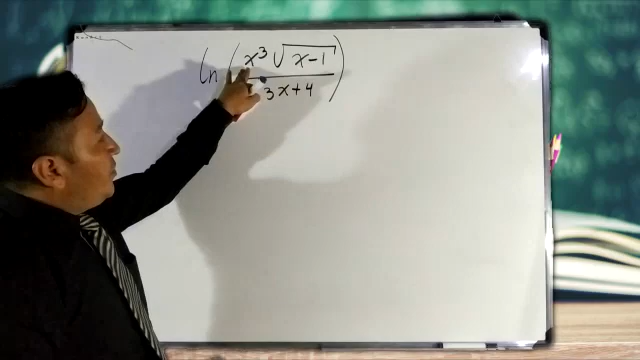 ln ( x³ √(x-1) / 3x+4 )